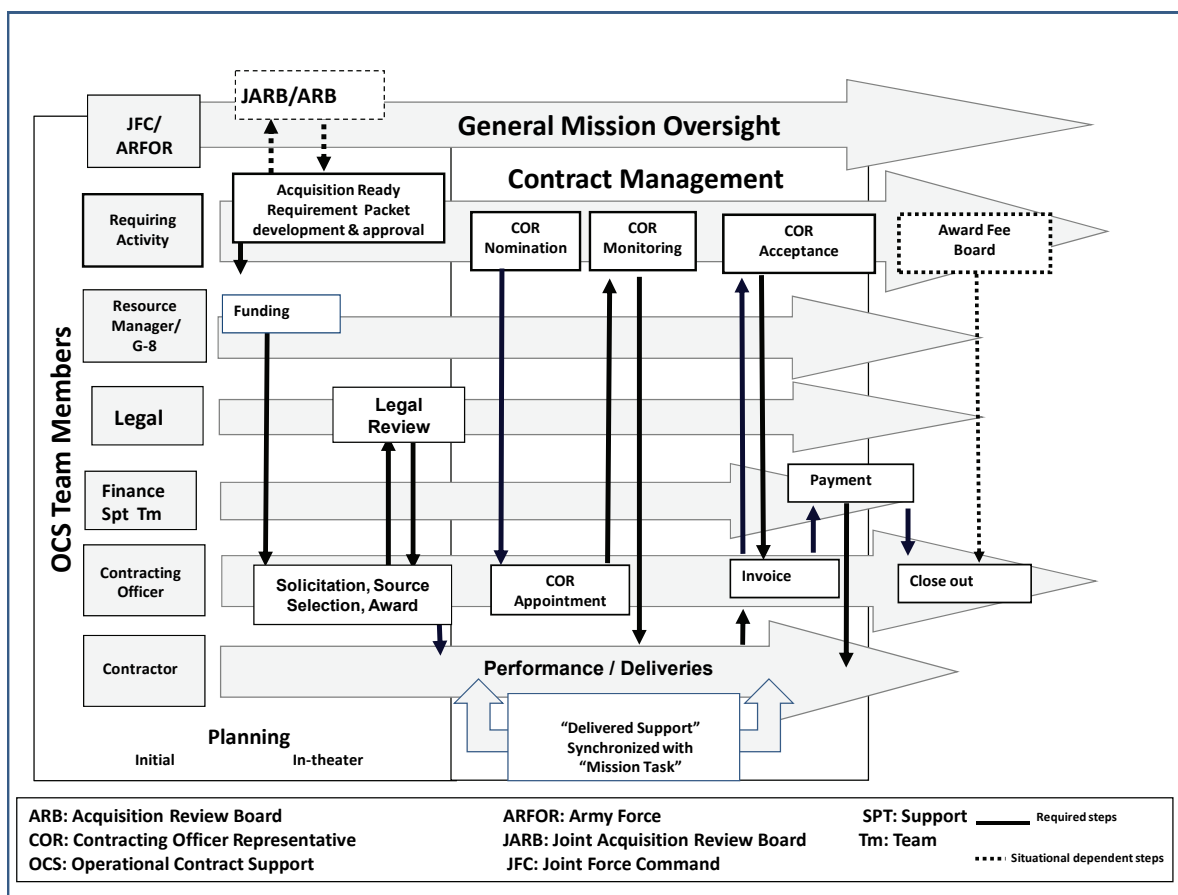 JARB/ARB
JFC/
ARFOR
General Mission Oversight
Acquisition Ready
Requirement Packet
development & approval
Contract Management
Requiring
Activity
COR
Nomination
COR
Monitoring
COR
Acceptance
Award Fee
Board
OCS Team Members
Resource
Manager/
G-8
Funding
Legal
Legal
Review
Finance
Spt Tm
Payment
Contracting
Officer
Solicitation, Source
Selection, Award
COR
Appointment
Invoice
Close out
Contractor
Performance / Deliveries
"Delivered Support"
Synchronized with
"Mission Task"
Planning
Initial
In-theater
ARB: Acquisition Review Board
COR: Contracting Officer Representative
OCS: Operational Contract Support
ARFOR: Army Force
JARB: Joint Acquisition Review Board
JFC: Joint Force Command
SPT: Support
Tm: Team
Required steps
Situational dependent steps